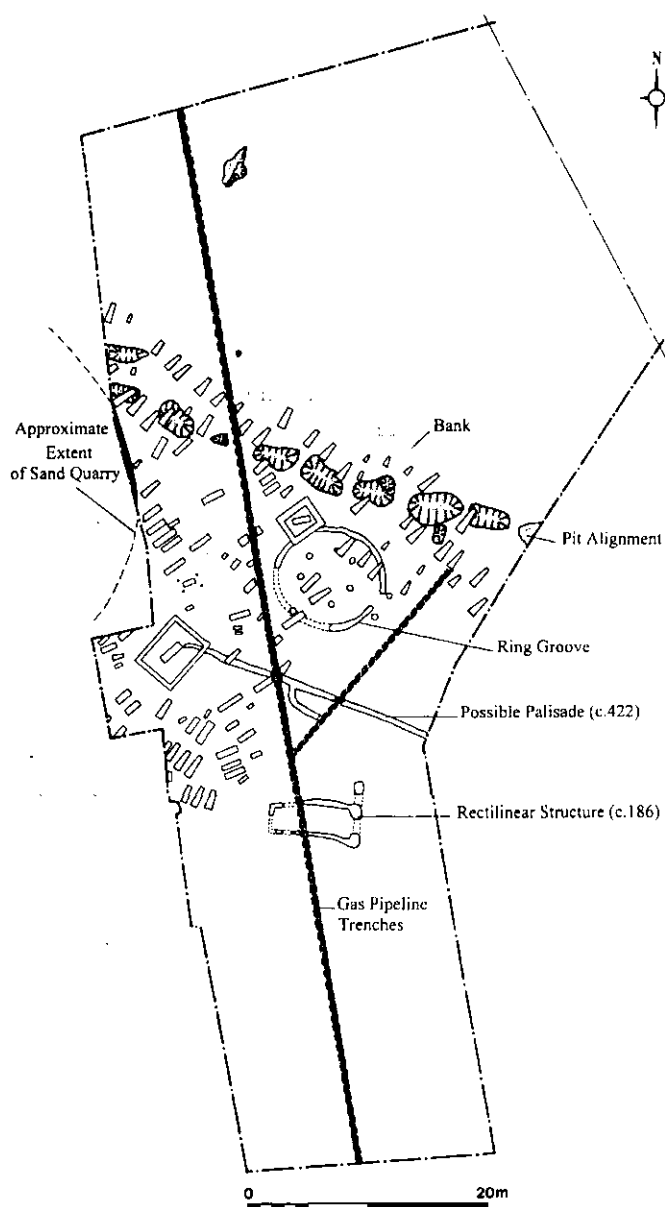 N
Bank
Approximate
Extent
of Sand Quarry
Pit Alignment
Ring Groove
Possible Palisade (c.422)
Rectilinear Structure (c.186)
Gas Pipeline
Trenches
0
20m